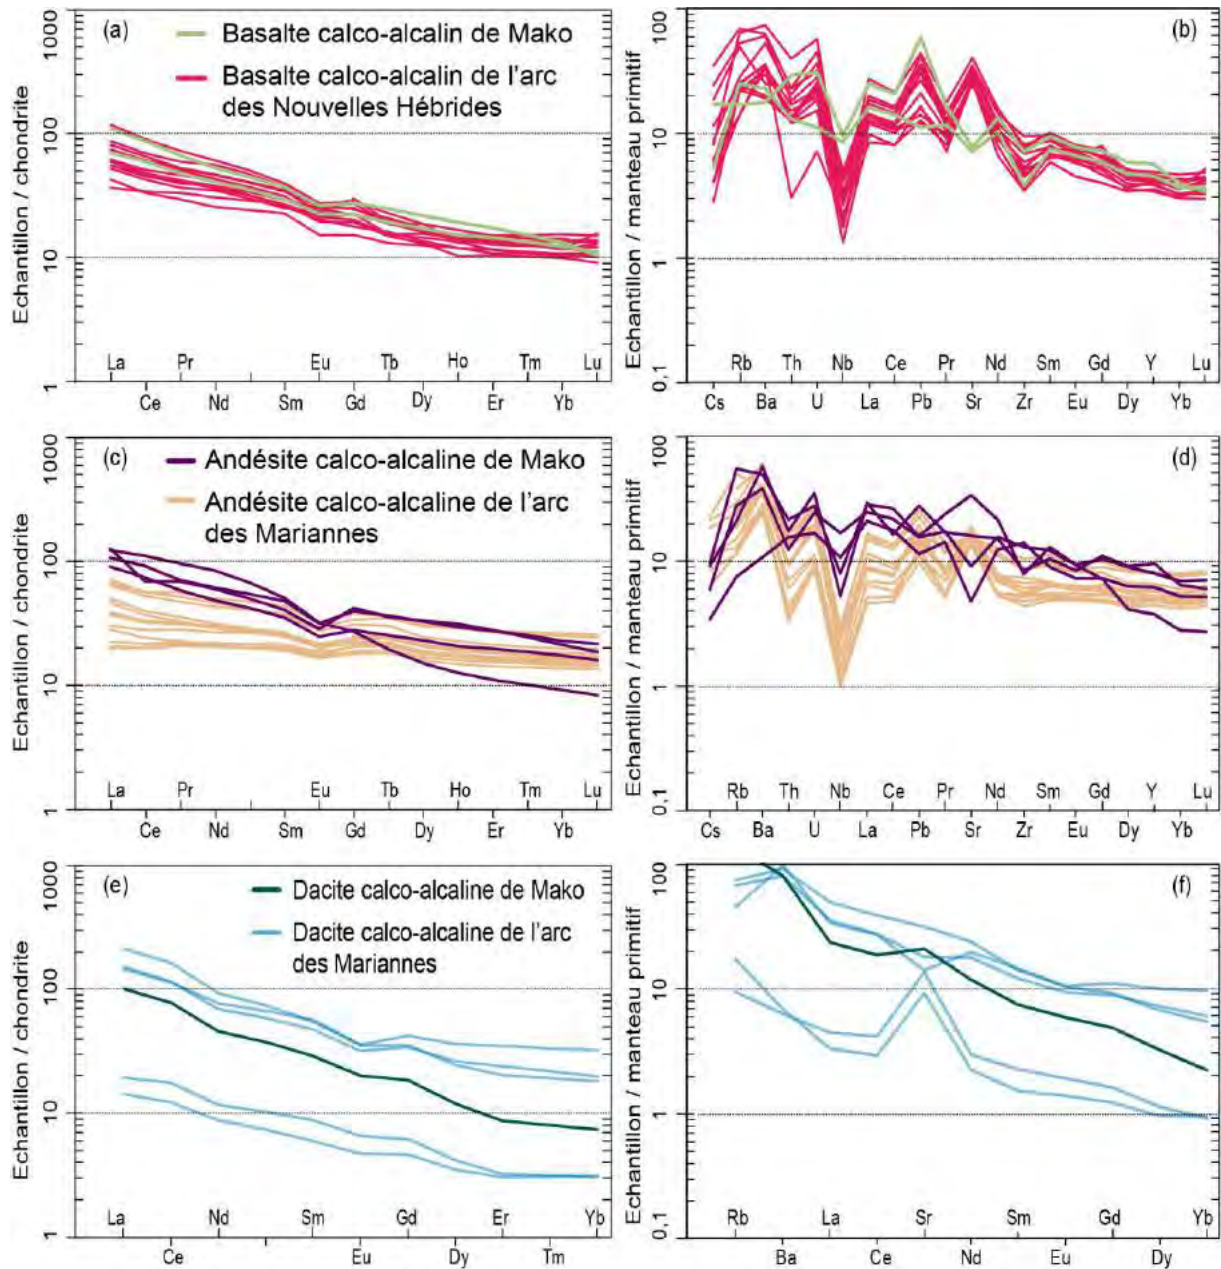 (a)
Basalte calco-alcalin de Mako
Basalte calco-alcalin de l'arc
des Nouvelles Hébrides
Echantillon / chondrite
1000
100
10
1
La Pr Eu Tb Ho Tm Lu
Ce Nd Sm Gd Dy Er Yb
(b)
Echantillon / manteau primitif
100
10
1
0,1
Rb Th Nb Ce Pr Nd Sm Gd Y Lu
Cs Ba U La Pb Sr Zr Eu Dy Yb
(c)
Andésite calco-alcaline de Mako
Andésite calco-alcaline de l'arc
des Mariannes
Echantillon / chondrite
1000
100
10
1
La Pr Eu Tb Ho Tm Lu
Ce Nd Sm Gd Dy Er Yb
(d)
Echantillon / manteau primitif
100
10
1
0,1
Rb Th Nb Ce Pr Nd Sm Gd Y Lu
Cs Ba U La Pb Sr Zr Eu Dy Yb
(e)
Dacite calco-alcaline de Mako
Dacite calco-alcaline de l'arc
des Mariannes
Echantillon / chondrite
1000
100
10
1
La Nd Sm Gd Er Yb
Ce Eu Dy Tm
(f)
Echantillon / manteau primitif
100
10
1
0,1
Rb La Sr Sm Gd Yb
Ba Ce Nd Eu Dy